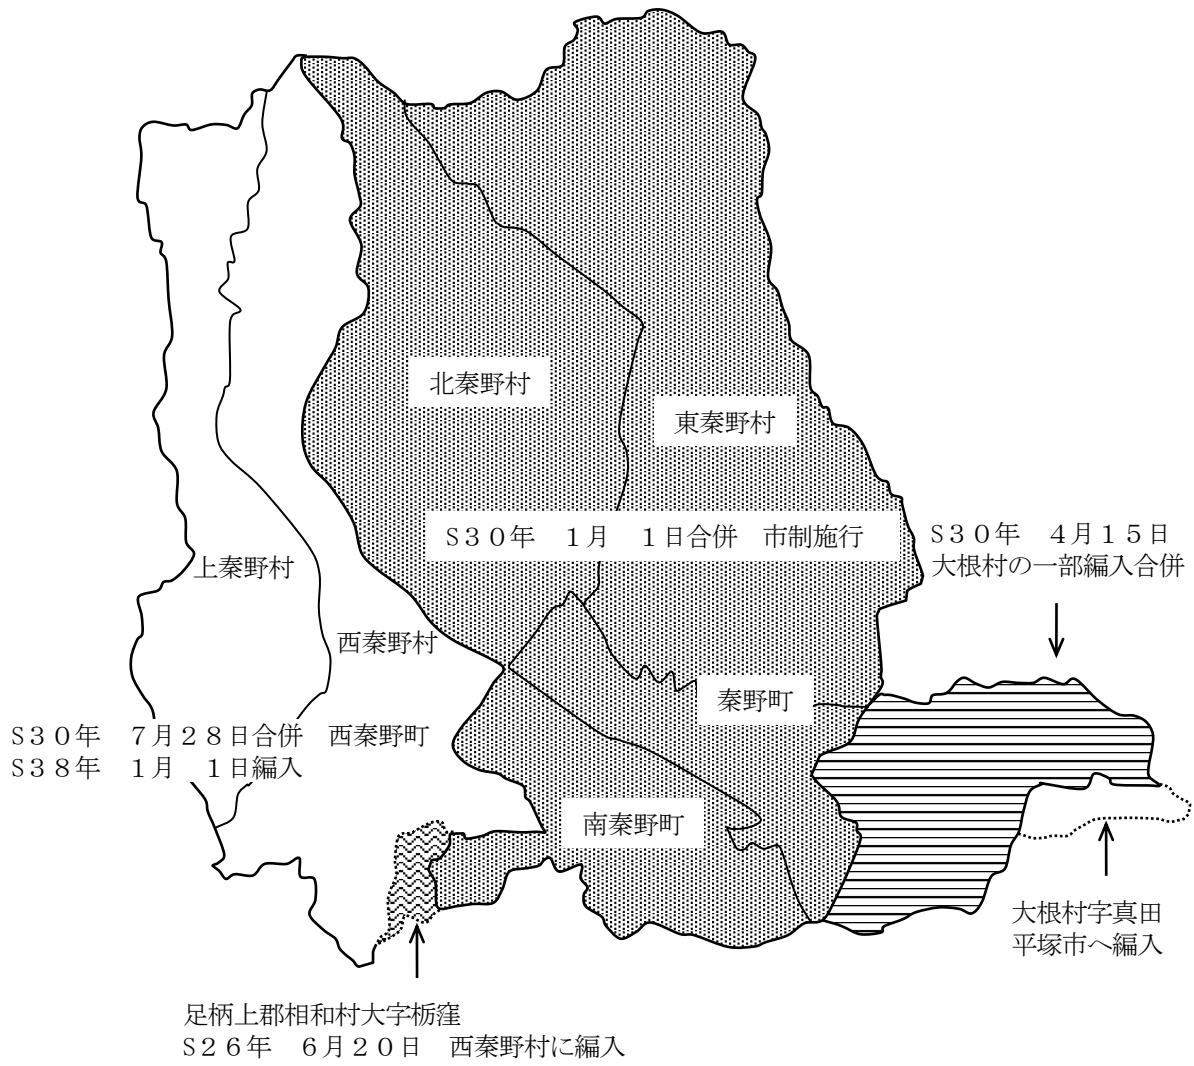 北秦野村
東秦野村
S３０年　１月　１日合併　市制施行
S３０年　４月１５日
大根村の一部編入合併
上秦野村
西秦野村
秦野町
S３０年　７月２８日合併　西秦野町
S３８年　１月　１日編入
南秦野町
大根村字真田
平塚市へ編入
足柄上郡相和村大字栃窪
S２６年　６月２０日　西秦野村に編入